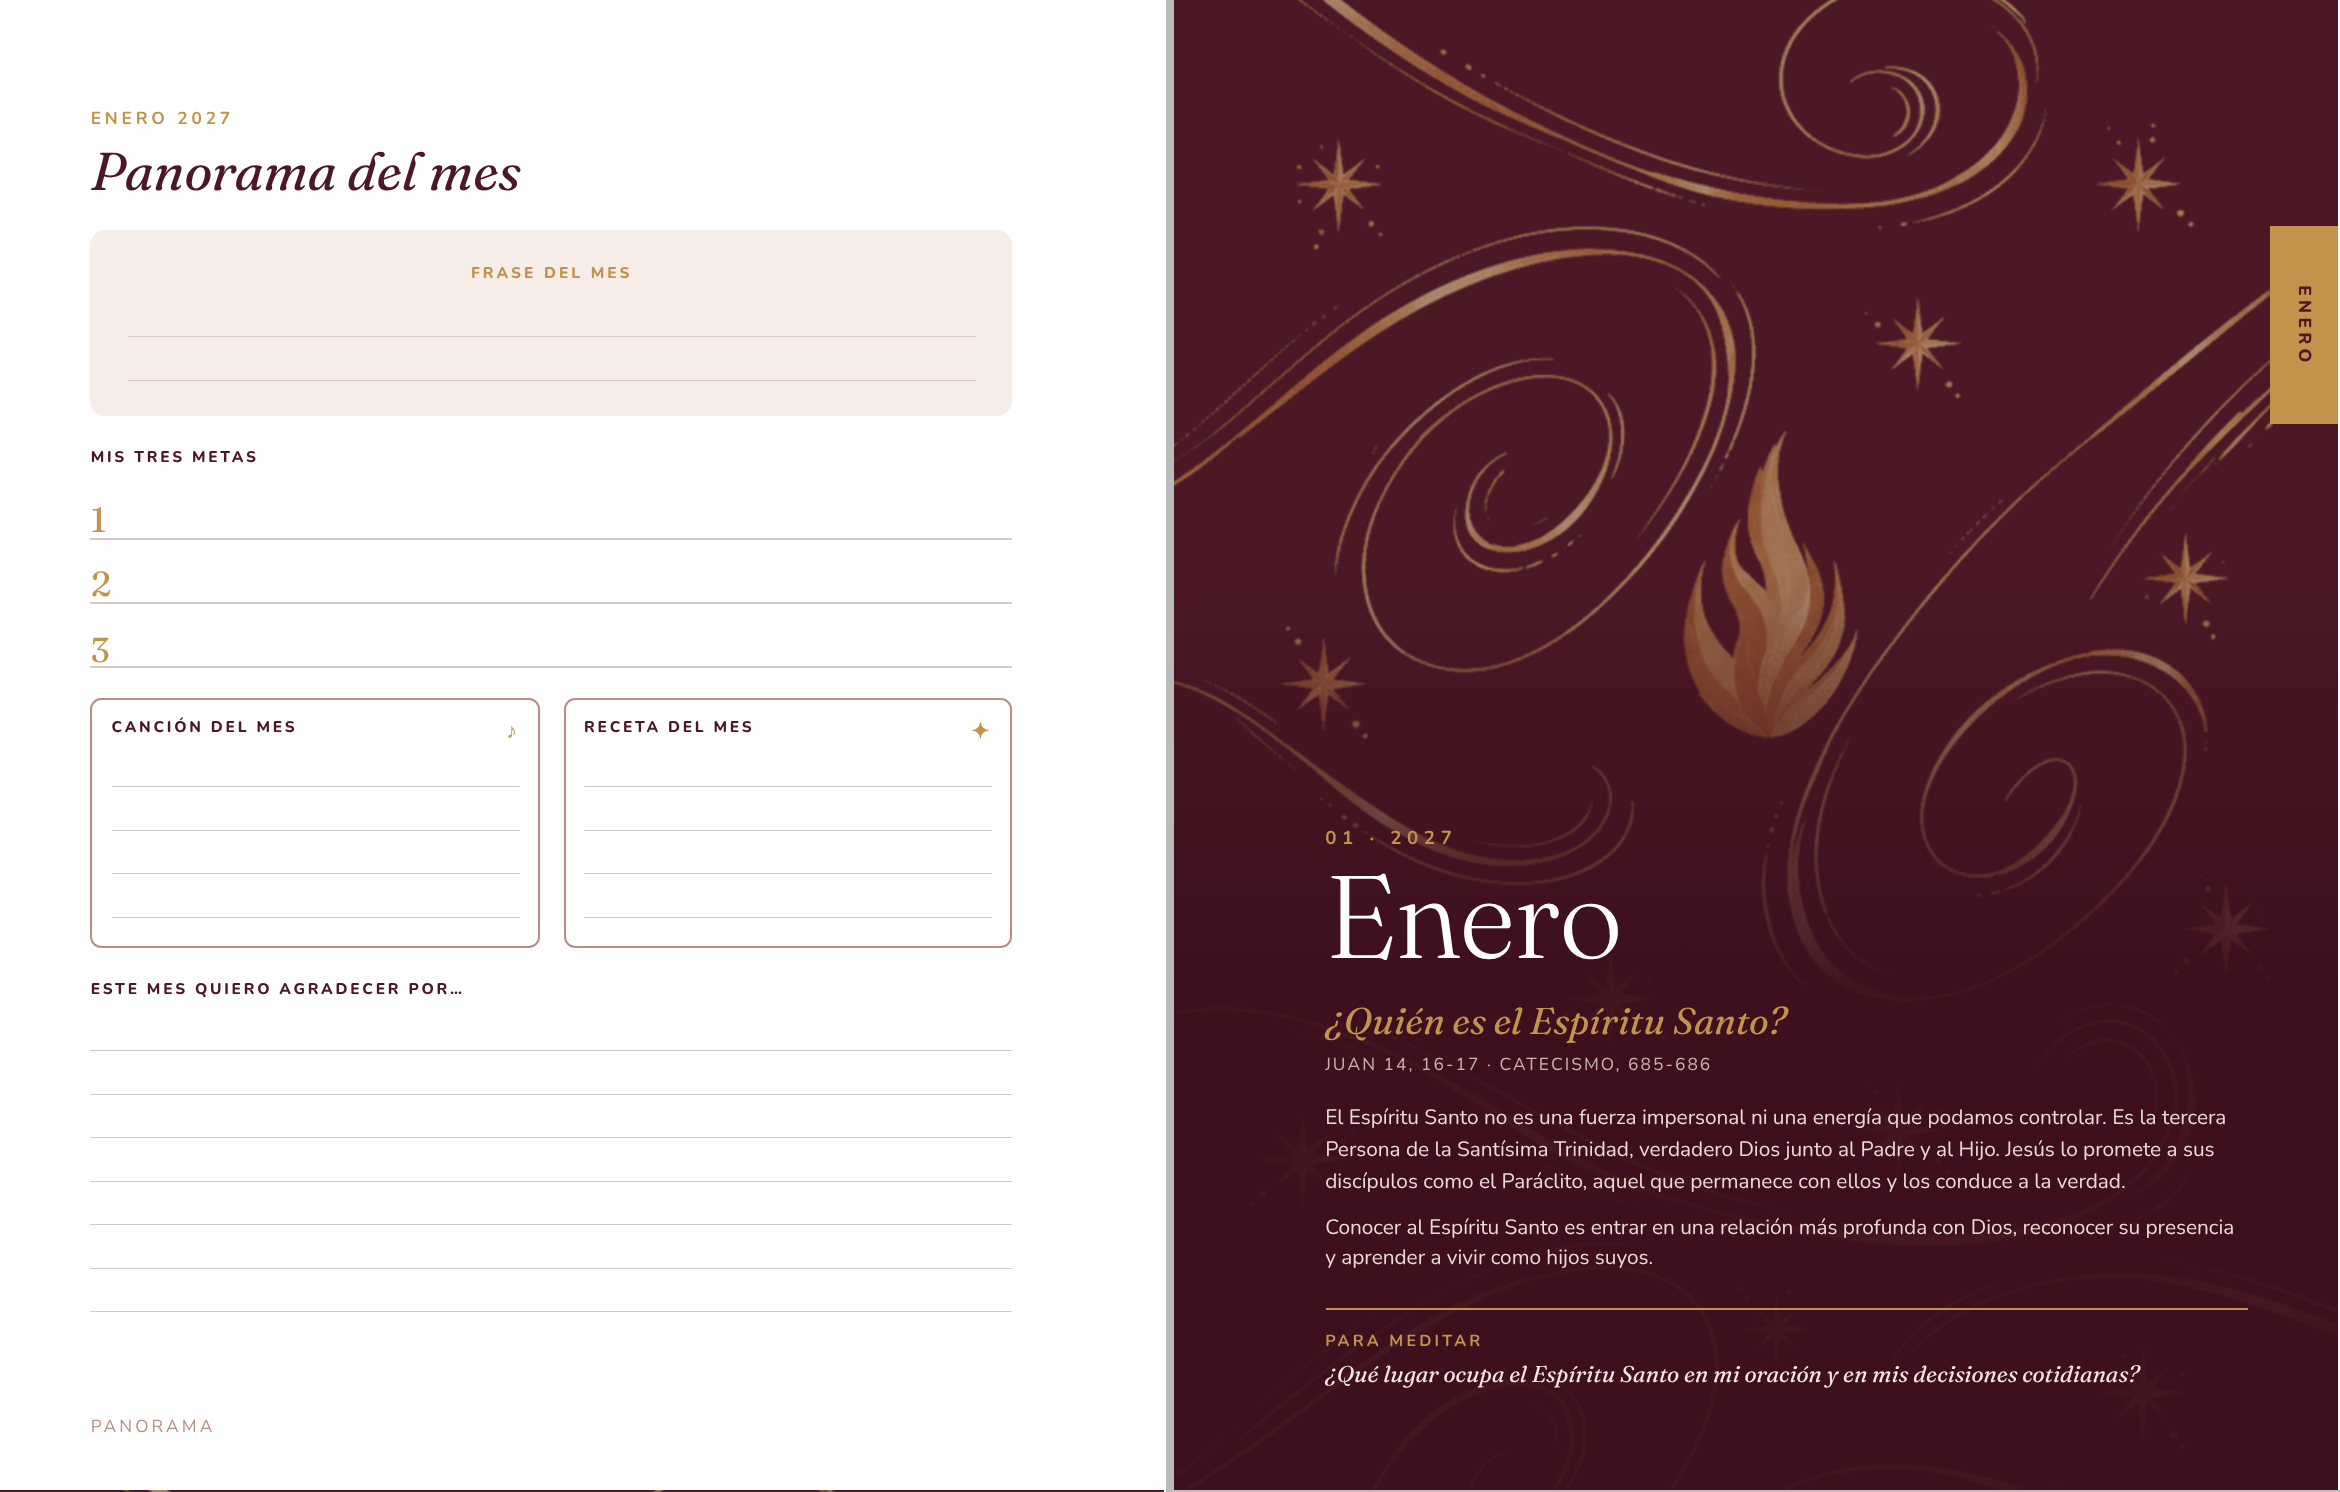 ENERO 2027
Panorama del mes
FRASE DEL MES
MIS TRES METAS
1
2
3
CANCIÓN DEL MES ♪
RECETA DEL MES ✦
ESTE MES QUIERO AGRADECER POR…
PANORAMA
ENERO
01 · 2027
Enero
¿Quién es el Espíritu Santo?
JUAN 14, 16-17 · CATECISMO, 685-686
El Espíritu Santo no es una fuerza impersonal ni una energía que podamos controlar. Es la tercera
Persona de la Santísima Trinidad, verdadero Dios junto al Padre y al Hijo. Jesús lo promete a sus
discípulos como el Paráclito, aquel que permanece con ellos y los conduce a la verdad.
Conocer al Espíritu Santo es entrar en una relación más profunda con Dios, reconocer su presencia
y aprender a vivir como hijos suyos.
PARA MEDITAR
¿Qué lugar ocupa el Espíritu Santo en mi oración y en mis decisiones cotidianas?